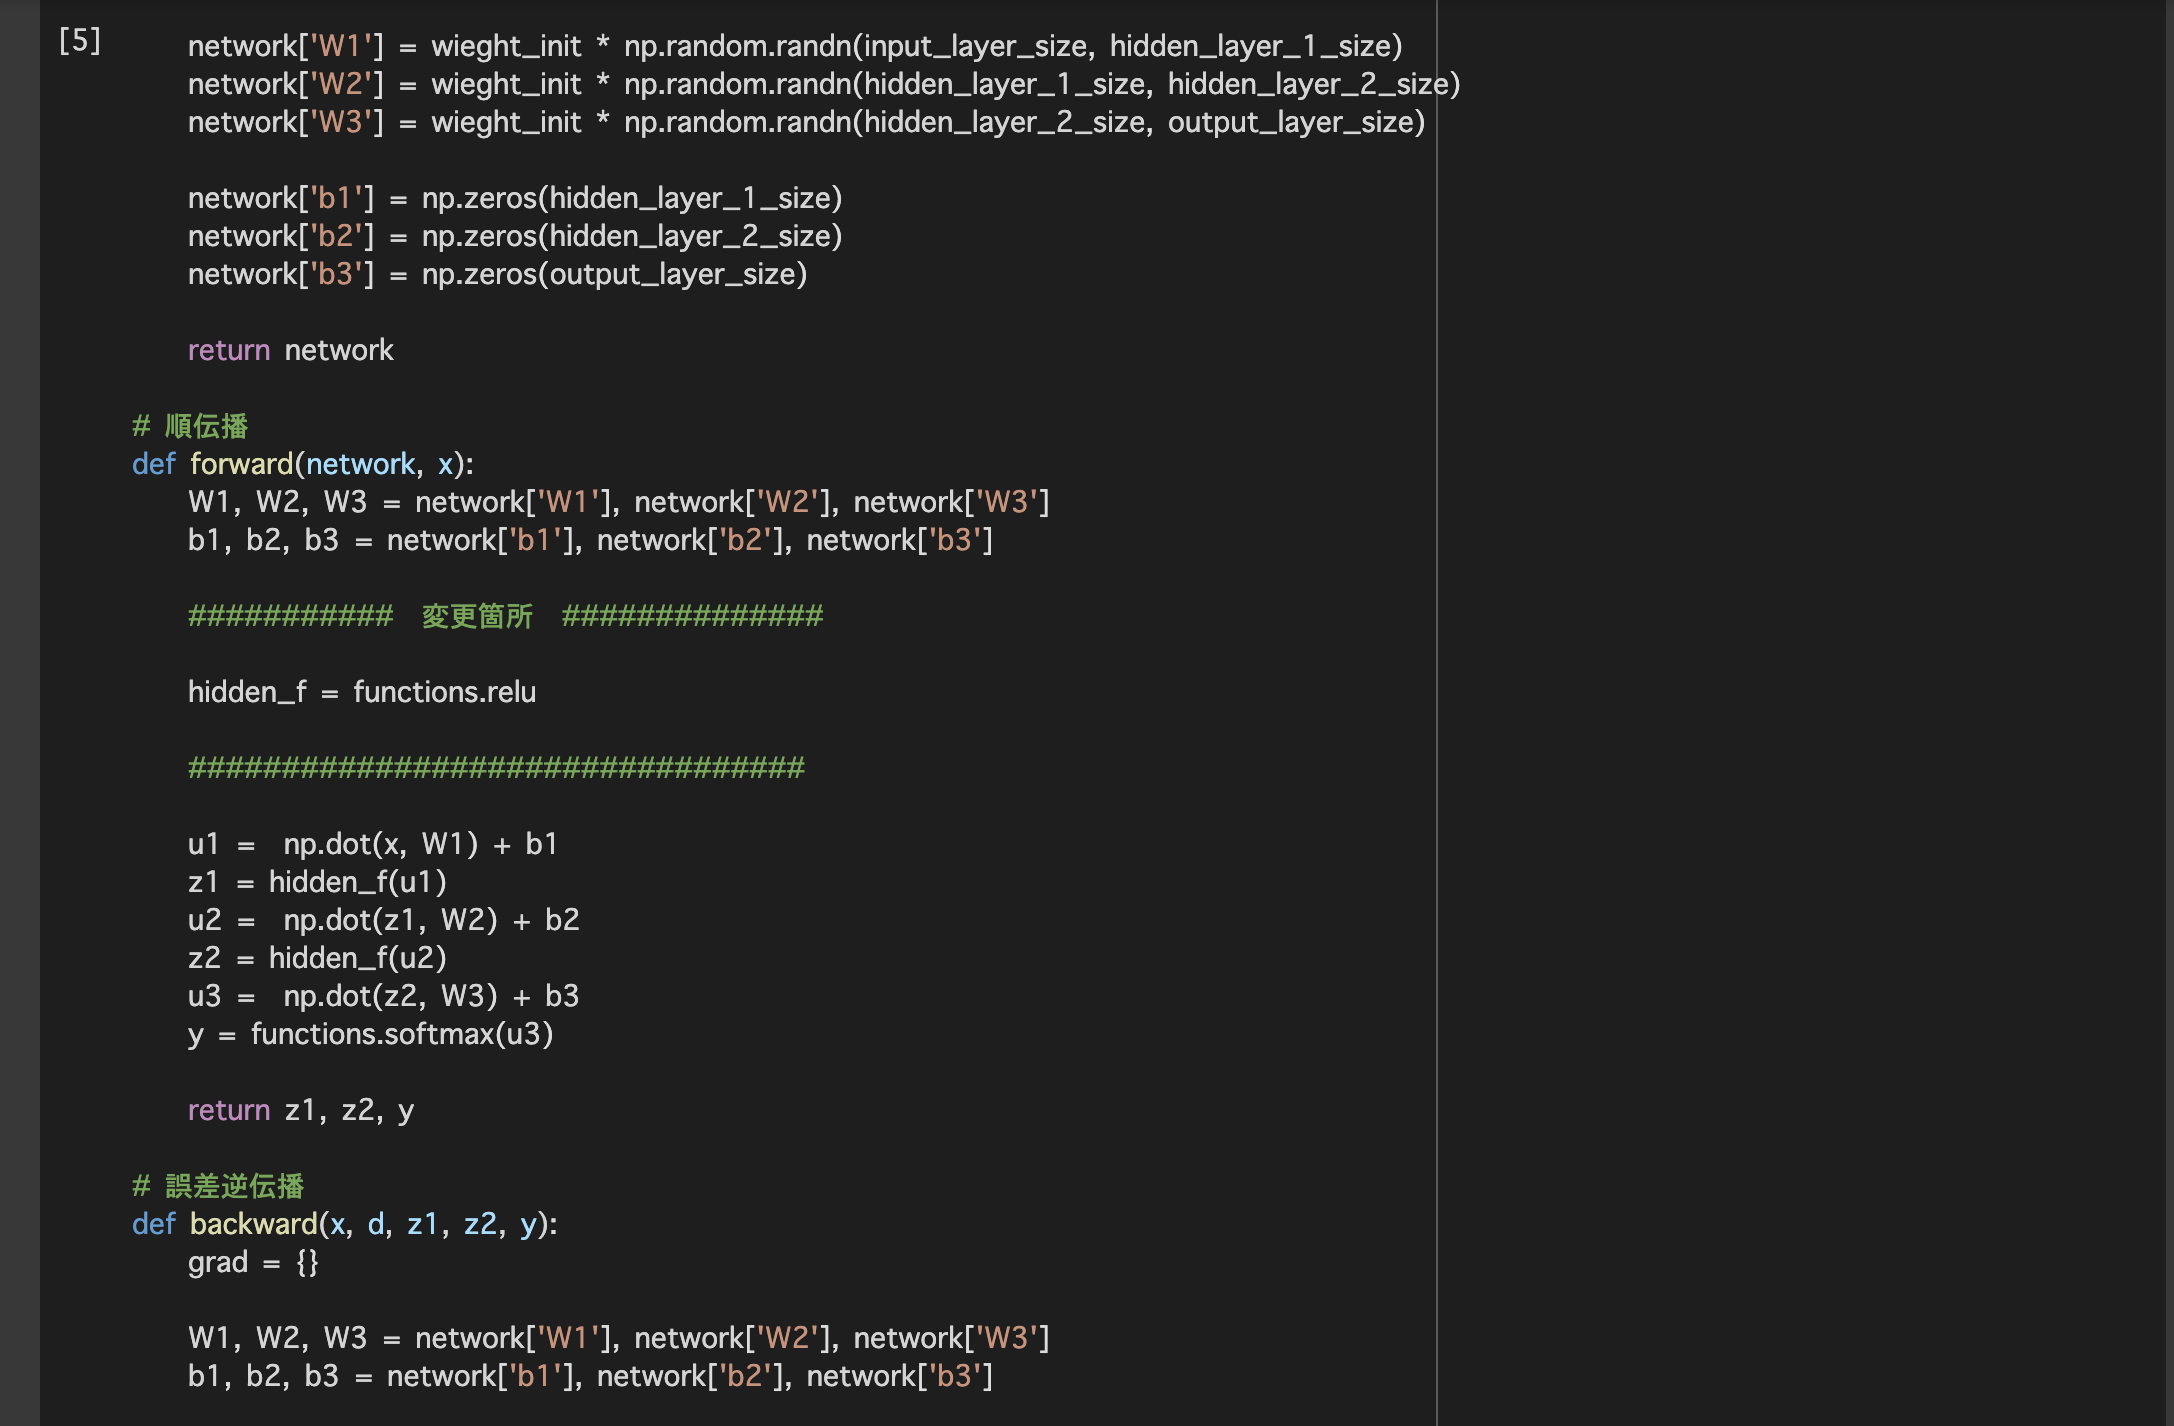 [5]
network['W1'] = wieght_init * np.random.randn(input_layer_size, hidden_layer_1_size)
network['W2'] = wieght_init * np.random.randn(hidden_layer_1_size, hidden_layer_2_size)
network['W3'] = wieght_init * np.random.randn(hidden_layer_2_size, output_layer_size)
network['b1'] = np.zeros(hidden_layer_1_size)
network['b2'] = np.zeros(hidden_layer_2_size)
network['b3'] = np.zeros(output_layer_size)
return network
# 順伝播
def forward(network, x):
W1, W2, W3 = network['W1'], network['W2'], network['W3']
b1, b2, b3 = network['b1'], network['b2'], network['b3']
########### 変更箇所 ##############
hidden_f = functions.relu
#################################
u1 =  np.dot(x, W1) + b1
z1 = hidden_f(u1)
u2 =  np.dot(z1, W2) + b2
z2 = hidden_f(u2)
u3 =  np.dot(z2, W3) + b3
y = functions.softmax(u3)
return z1, z2, y
# 誤差逆伝播
def backward(x, d, z1, z2, y):
grad = {}
W1, W2, W3 = network['W1'], network['W2'], network['W3']
b1, b2, b3 = network['b1'], network['b2'], network['b3']